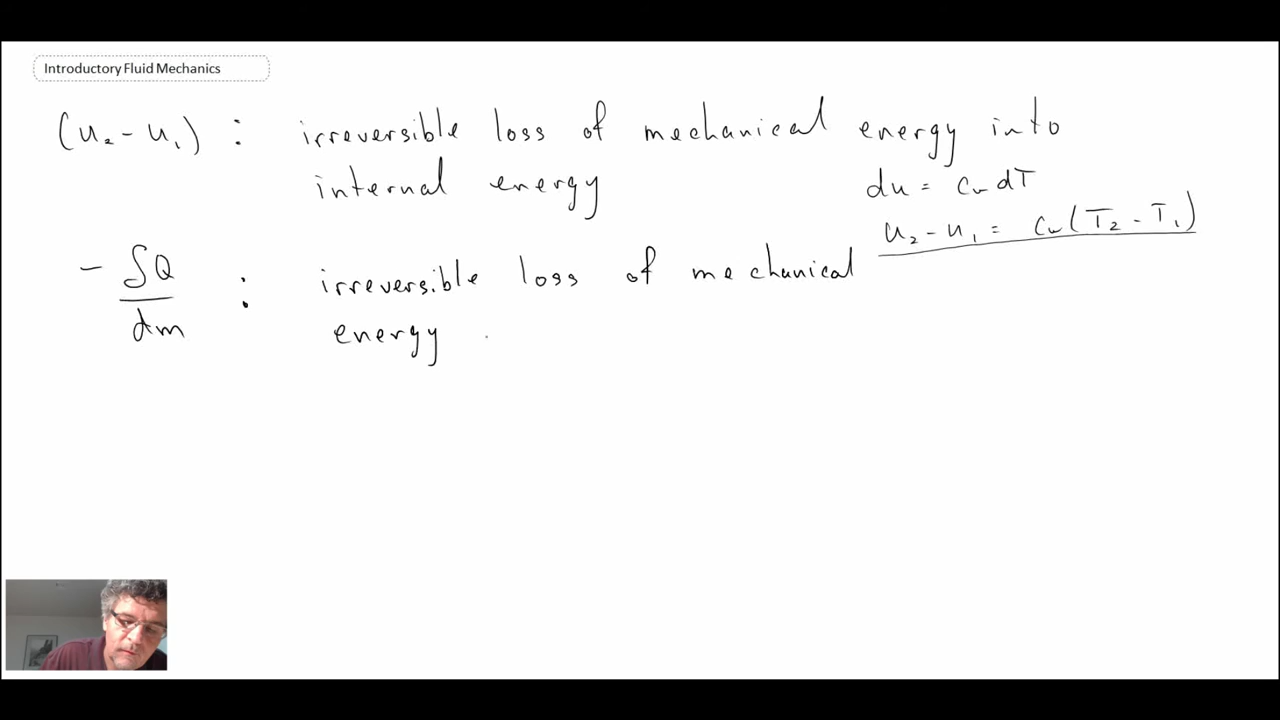 Introductory Fluid Mechanics
(u₂ - u₁) : irreversible loss of mechanical energy into
internal energy
du = cᵥ dT
u₂ - u₁ = cᵥ (T₂ - T₁)
- δQ/dm : irreversible loss of mechanical
energy